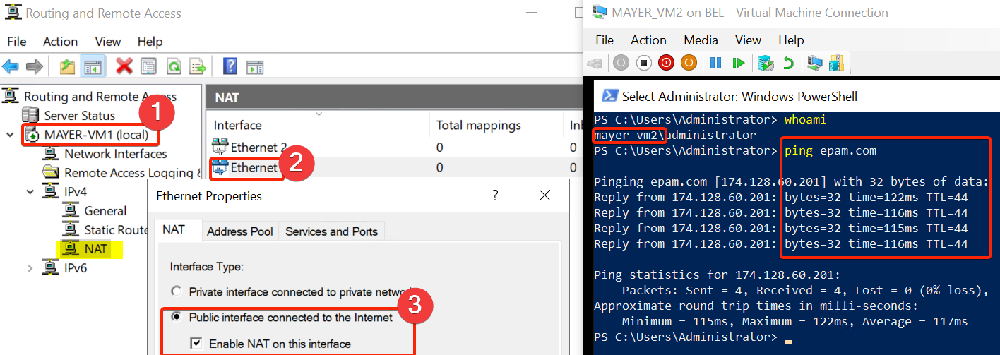 Routing and Remote Access
File Action View Help
Routing and Remote Access
Server Status
MAYER-VM1 (local)
Network Interfaces
Remote Access Logging &
IPv4
General
Static Route
NAT
IPv6
1
NAT
Interface Total mappings Inb
Ethernet 2 0 0
Ethernet 0 0
2
Ethernet Properties ? X
NAT Address Pool Services and Ports
Interface Type:
Private interface connected to private network
Public interface connected to the Internet
Enable NAT on this interface
3
MAYER_VM2 on BEL - Virtual Machine Connection
File Action Media View Help
Select Administrator: Windows PowerShell
PS C:\Users\Administrator> whoami
mayer-vm2\administrator
PS C:\Users\Administrator> ping epam.com
Pinging epam.com [174.128.60.201] with 32 bytes of data:
Reply from 174.128.60.201: bytes=32 time=122ms TTL=44
Reply from 174.128.60.201: bytes=32 time=116ms TTL=44
Reply from 174.128.60.201: bytes=32 time=115ms TTL=44
Reply from 174.128.60.201: bytes=32 time=116ms TTL=44
Ping statistics for 174.128.60.201:
Packets: Sent = 4, Received = 4, Lost = 0 (0% loss),
Approximate round trip times in milli-seconds:
Minimum = 115ms, Maximum = 122ms, Average = 117ms
PS C:\Users\Administrator>